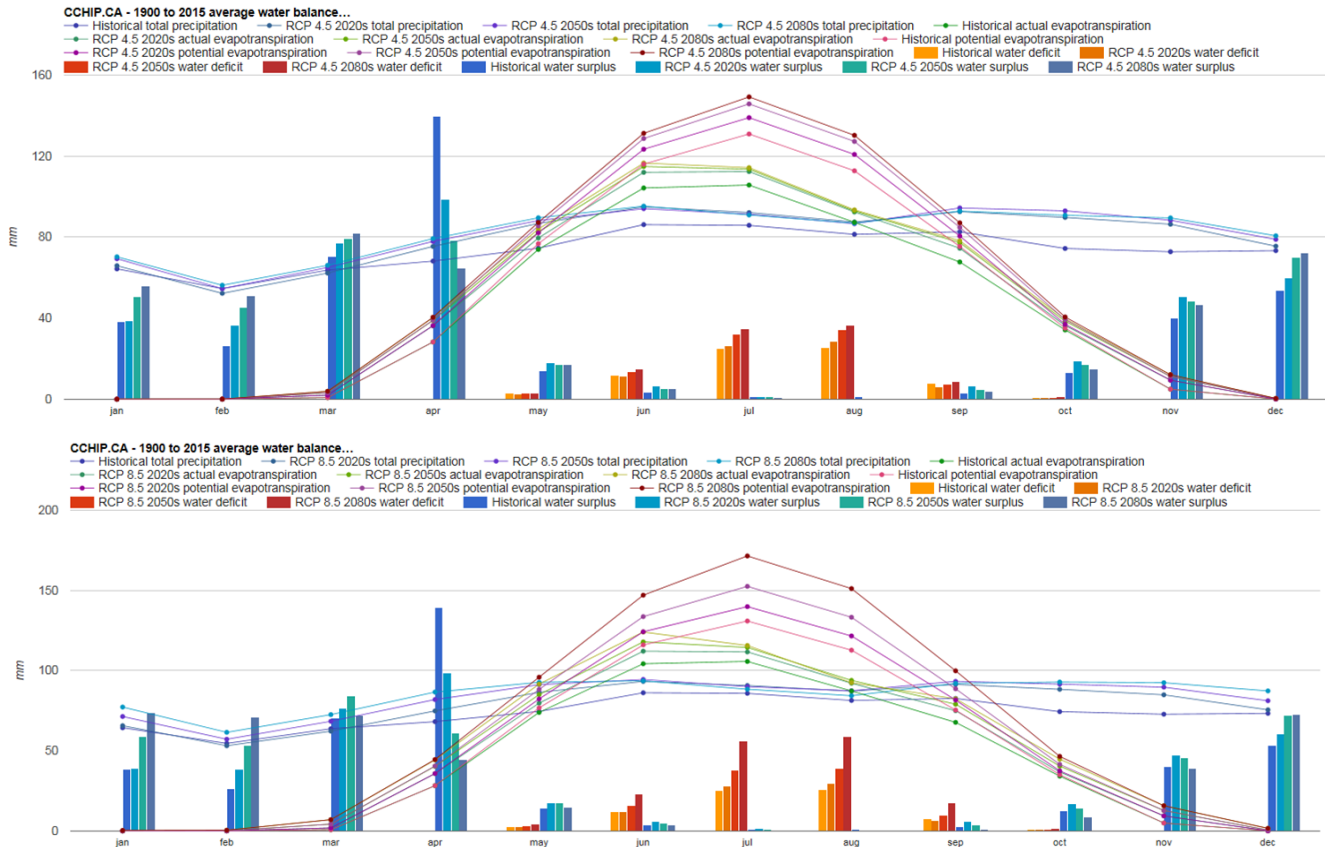 CCHIP.CA - 1900 to 2015 average water balance…
Historical total precipitation RCP 4.5 2020s total precipitation RCP 4.5 2050s total precipitation RCP 4.5 2080s total precipitation Historical actual evapotranspiration
RCP 4.5 2020s actual evapotranspiration RCP 4.5 2050s actual evapotranspiration RCP 4.5 2080s actual evapotranspiration Historical potential evapotranspiration
RCP 4.5 2020s potential evapotranspiration RCP 4.5 2050s potential evapotranspiration RCP 4.5 2080s potential evapotranspiration Historical water deficit RCP 4.5 2020s water deficit
RCP 4.5 2050s water deficit RCP 4.5 2080s water deficit Historical water surplus RCP 4.5 2020s water surplus RCP 4.5 2050s water surplus RCP 4.5 2080s water surplus
160
120
80
40
0
mm
jan feb mar apr may jun jul aug sep oct nov dec
CCHIP.CA - 1900 to 2015 average water balance…
Historical total precipitation RCP 8.5 2020s total precipitation RCP 8.5 2050s total precipitation RCP 8.5 2080s total precipitation Historical actual evapotranspiration
RCP 8.5 2020s actual evapotranspiration RCP 8.5 2050s actual evapotranspiration RCP 8.5 2080s actual evapotranspiration Historical potential evapotranspiration
RCP 8.5 2020s potential evapotranspiration RCP 8.5 2050s potential evapotranspiration RCP 8.5 2080s potential evapotranspiration Historical water deficit RCP 8.5 2020s water deficit
RCP 8.5 2050s water deficit RCP 8.5 2080s water deficit Historical water surplus RCP 8.5 2020s water surplus RCP 8.5 2050s water surplus RCP 8.5 2080s water surplus
200
150
100
50
0
mm
jan feb mar apr may jun jul aug sep oct nov dec